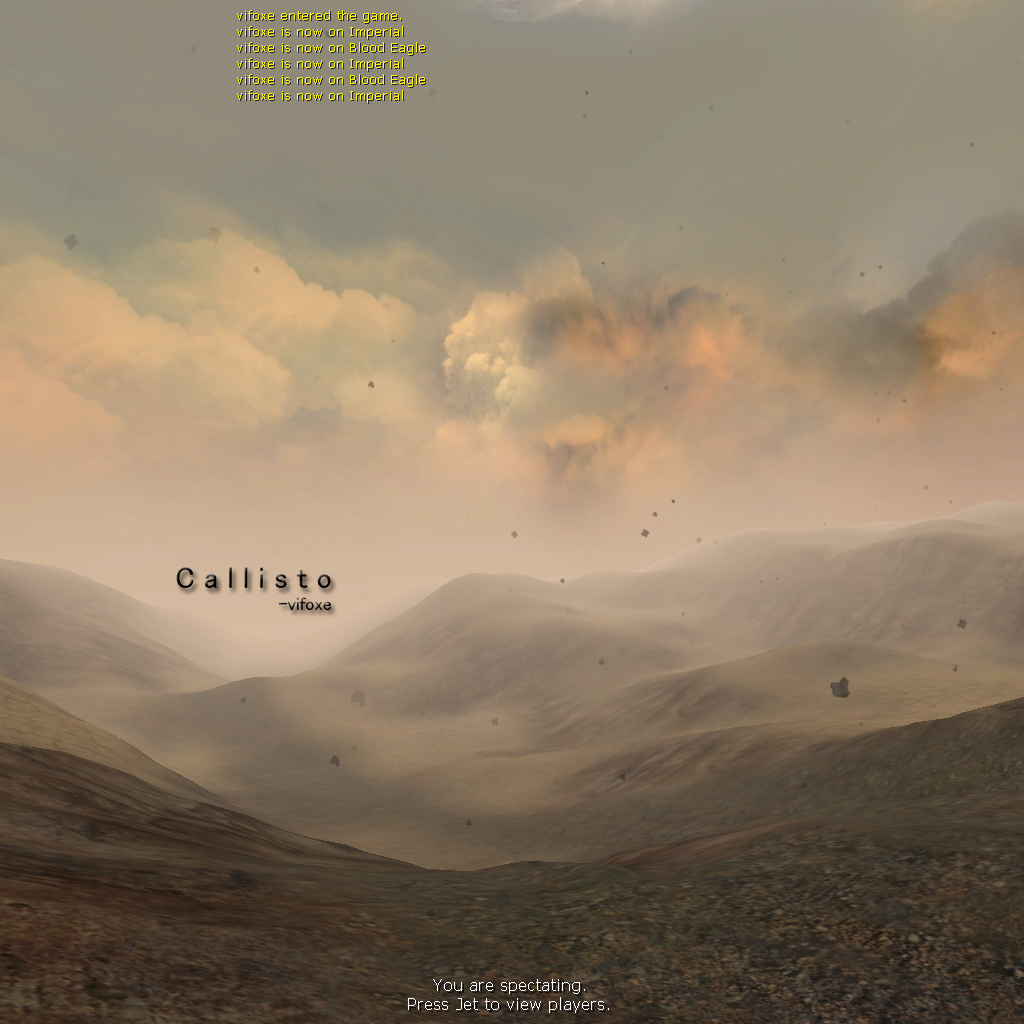 vifoxe entered the game.
vifoxe is now on Imperial
vifoxe is now on Blood Eagle
vifoxe is now on Imperial
vifoxe is now on Blood Eagle
vifoxe is now on Imperial
Callisto
-vifoxe
You are spectating.
Press Jet to view players.